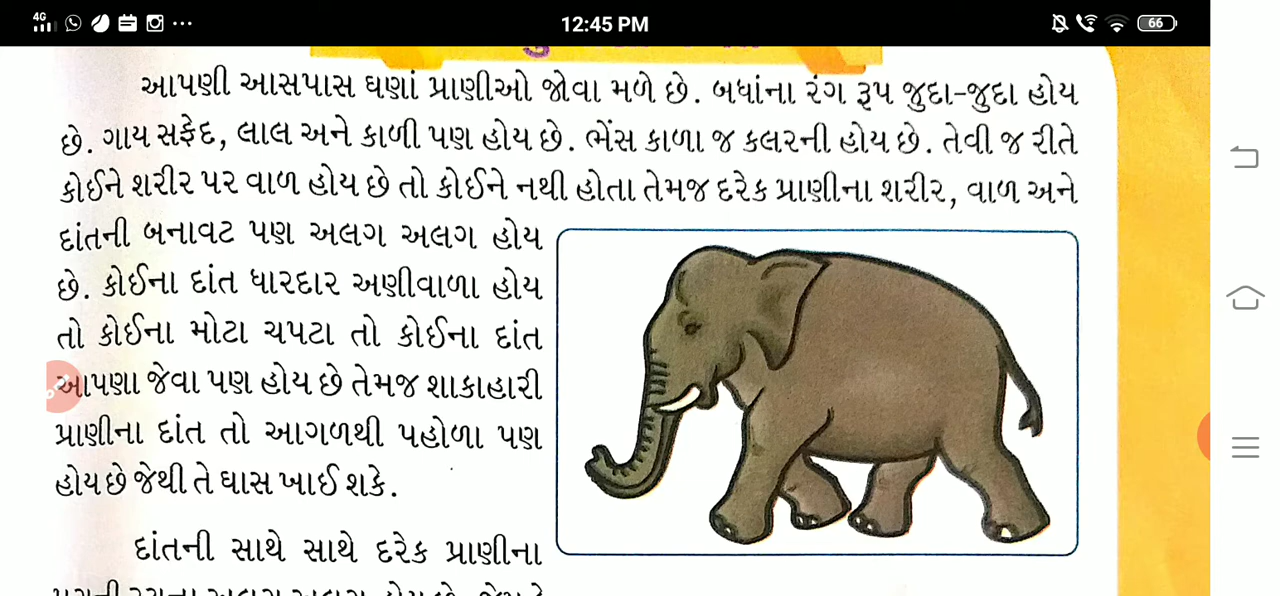 4G
12:45 PM
66
આપણી આસપાસ ઘણાં પ્રાણીઓ જોવા મળે છે. બધાંના રંગ રૂપ જુદા-જુદા હોય
છે. ગાય સફેદ, લાલ અને કાળી પણ હોય છે. ભેંસ કાળા જ કલરની હોય છે. તેવી જ રીતે
કોઈને શરીર પર વાળ હોય છે તો કોઈને નથી હોતા તેમજ દરેક પ્રાણીના શરીર, વાળ અને
દાંતની બનાવટ પણ અલગ અલગ હોય
છે. કોઈના દાંત ધારદાર અણીવાળા હોય
તો કોઈના મોટા ચપટા તો કોઈના દાંત
આપણા જેવા પણ હોય છે તેમજ શાકાહારી
પ્રાણીના દાંત તો આગળથી પહોળા પણ
હોય છે જેથી તે ઘાસ ખાઈ શકે.
દાંતની સાથે સાથે દરેક પ્રાણીના